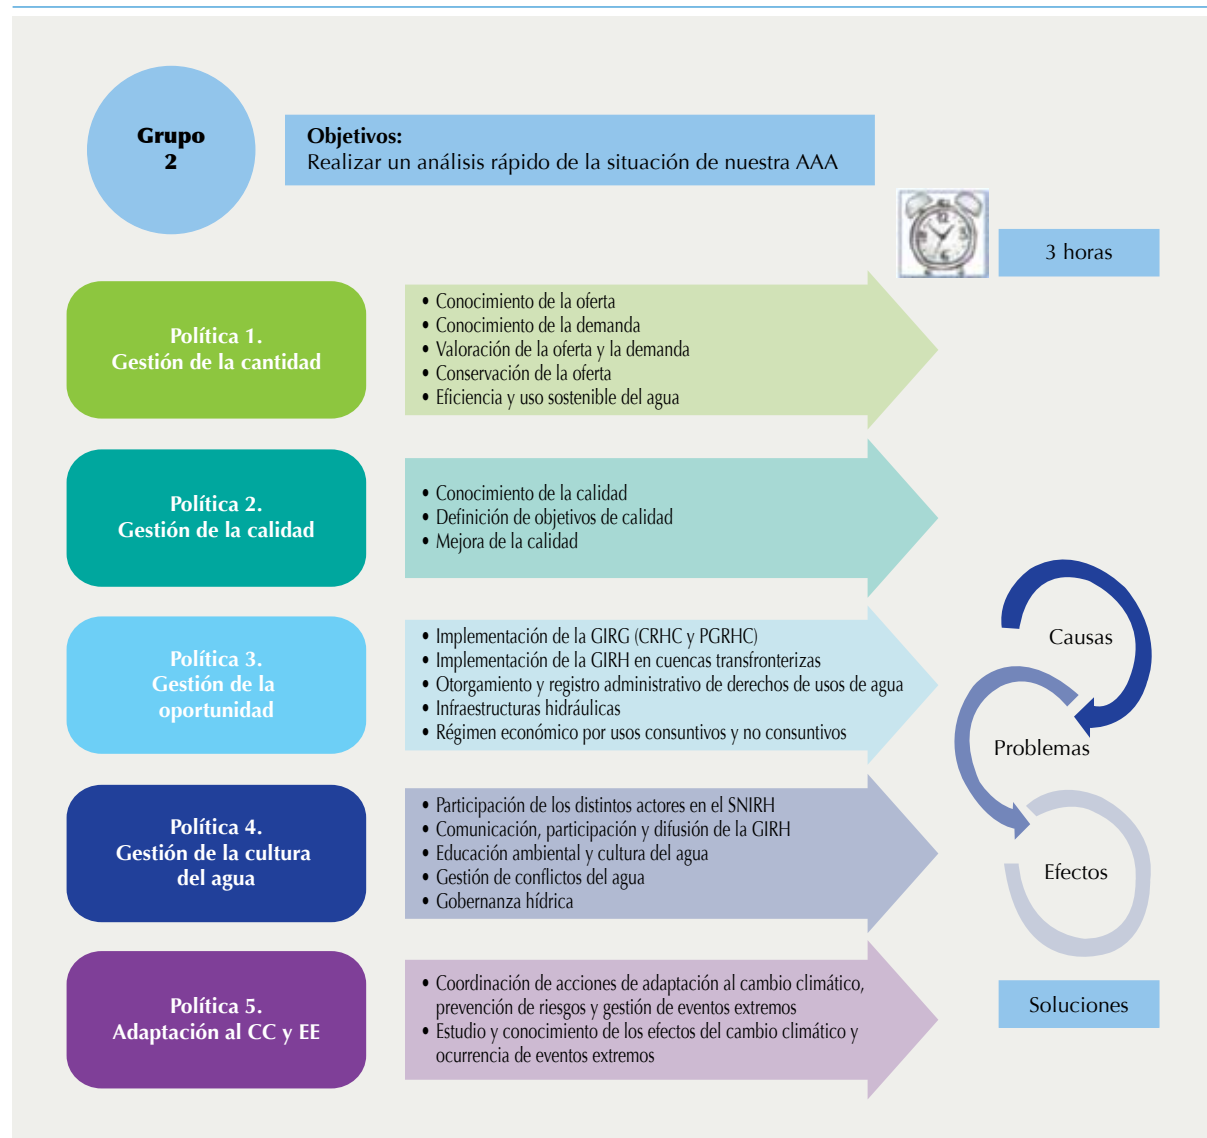 Grupo
2
Objetivos:
Realizar un análisis rápido de la situación de nuestra AAA
3 horas
Política 1.
Gestión de la cantidad
• Conocimiento de la oferta
• Conocimiento de la demanda
• Valoración de la oferta y la demanda
• Conservación de la oferta
• Eficiencia y uso sostenible del agua
Política 2.
Gestión de la calidad
• Conocimiento de la calidad
• Definición de objetivos de calidad
• Mejora de la calidad
Política 3.
Gestión de la
oportunidad
• Implementación de la GIRG (CRHC y PGRHC)
• Implementación de la GIRH en cuencas transfronterizas
• Otorgamiento y registro administrativo de derechos de usos de agua
• Infraestructuras hidráulicas
• Régimen económico por usos consuntivos y no consuntivos
Política 4.
Gestión de la cultura
del agua
• Participación de los distintos actores en el SNIRH
• Comunicación, participación y difusión de la GIRH
• Educación ambiental y cultura del agua
• Gestión de conflictos del agua
• Gobernanza hídrica
Política 5.
Adaptación al CC y EE
• Coordinación de acciones de adaptación al cambio climático,
prevención de riesgos y gestión de eventos extremos
• Estudio y conocimiento de los efectos del cambio climático y
ocurrencia de eventos extremos
Causas
Problemas
Efectos
Soluciones